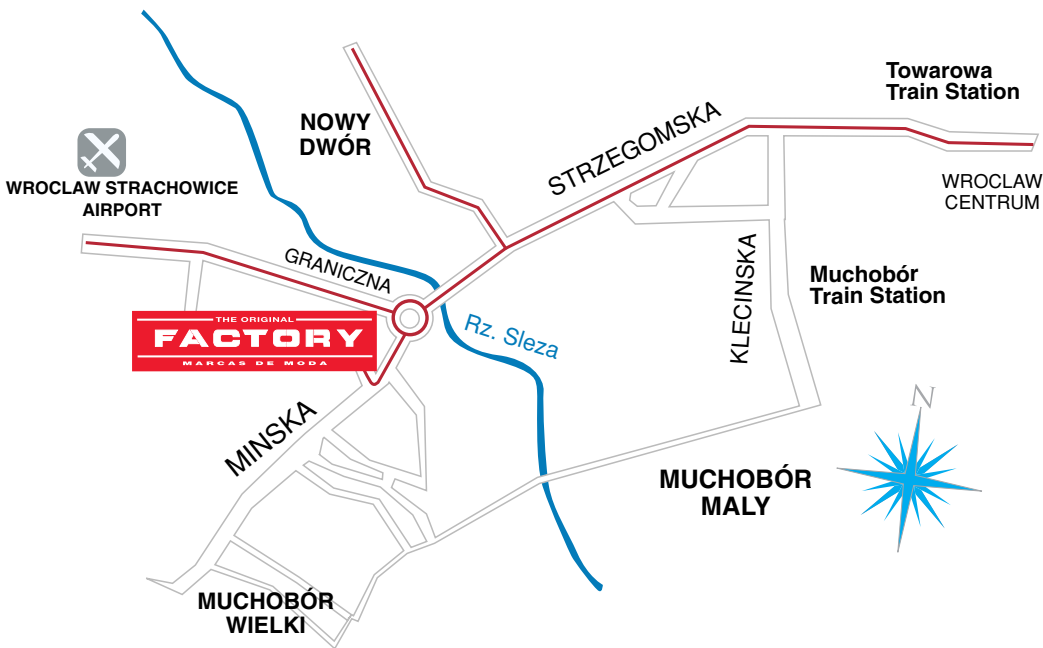 Towarowa
Train Station
STRZEGOMSKA
NOWY
DWÓR
WROCLAW STRACHOWICE
AIRPORT
WROCLAW
CENTRUM
GRANICZNA
KLECINSKA
Muchobór
Train Station
THE ORIGINAL
FACTORY
MARCAS DE MODA
Rz. Sleza
MINSKA
N
MUCHOBÓR
MALY
MUCHOBÓR
WIELKI